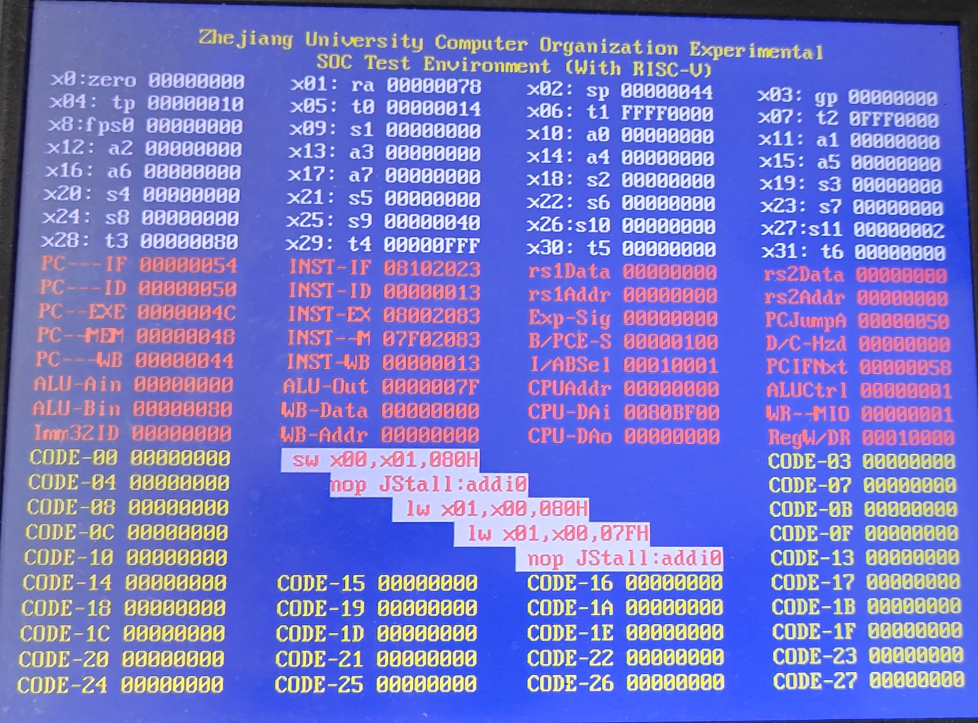 Zhejiang University Computer Organization Experimental
SOC Test Environment (With RISC-V)
x0:zero 00000000 x01: ra 00000078 x02: sp 00000044 x03: gp 00000000
x04: tp 00000010 x05: t0 00000014 x06: t1 FFFF0000 x07: t2 0FFF0000
x8:fps0 00000000 x09: s1 00000000 x10: a0 00000000 x11: a1 00000000
x12: a2 00000000 x13: a3 00000000 x14: a4 00000000 x15: a5 00000000
x16: a6 00000000 x17: a7 00000000 x18: s2 00000000 x19: s3 00000000
x20: s4 00000000 x21: s5 00000000 x22: s6 00000000 x23: s7 00000000
x24: s8 00000000 x25: s9 00000040 x26:s10 00000000 x27:s11 00000002
x28: t3 00000080 x29: t4 00000FFF x30: t5 00000000 x31: t6 00000000
PC---IF 00000054 INST-IF 08102023 rs1Data 00000000 rs2Data 00000000
PC---ID 00000050 INST-ID 00000013 rs1Addr 00000000 rs2Addr 00000000
PC--EXE 0000004C INST-EX 08002083 Exp-Sig 00000000 PCJumpA 00000050
PC--MEM 00000048 INST--M 07F02083 B/PCE-S 00000100 D/C-Hzd 00000000
PC---WB 00000044 INST-WB 00000013 I/ABSel 00010001 PCIFNxt 00000058
ALU-Ain 00000000 ALU-Out 0000007F CPUAddr 00000000 ALUCtrl 00000001
ALU-Bin 00000080 WB-Data 00000000 CPU-DAi 0080BF00 WR--MIO 00000001
Imm32ID 00000000 WB-Addr 00000000 CPU-DAo 00000000 RegW/DR 00010000
CODE-00 00000000 sw x00,x01,080H CODE-03 00000000
CODE-04 00000000 nop JStall:addi0 CODE-07 00000000
CODE-08 00000000 lw x01,x00,080H CODE-0B 00000000
CODE-0C 00000000 lw x01,x00,07FH CODE-0F 00000000
CODE-10 00000000 nop JStall:addi0 CODE-13 00000000
CODE-14 00000000 CODE-15 00000000 CODE-16 00000000 CODE-17 00000000
CODE-18 00000000 CODE-19 00000000 CODE-1A 00000000 CODE-1B 00000000
CODE-1C 00000000 CODE-1D 00000000 CODE-1E 00000000 CODE-1F 00000000
CODE-20 00000000 CODE-21 00000000 CODE-22 00000000 CODE-23 00000000
CODE-24 00000000 CODE-25 00000000 CODE-26 00000000 CODE-27 00000000